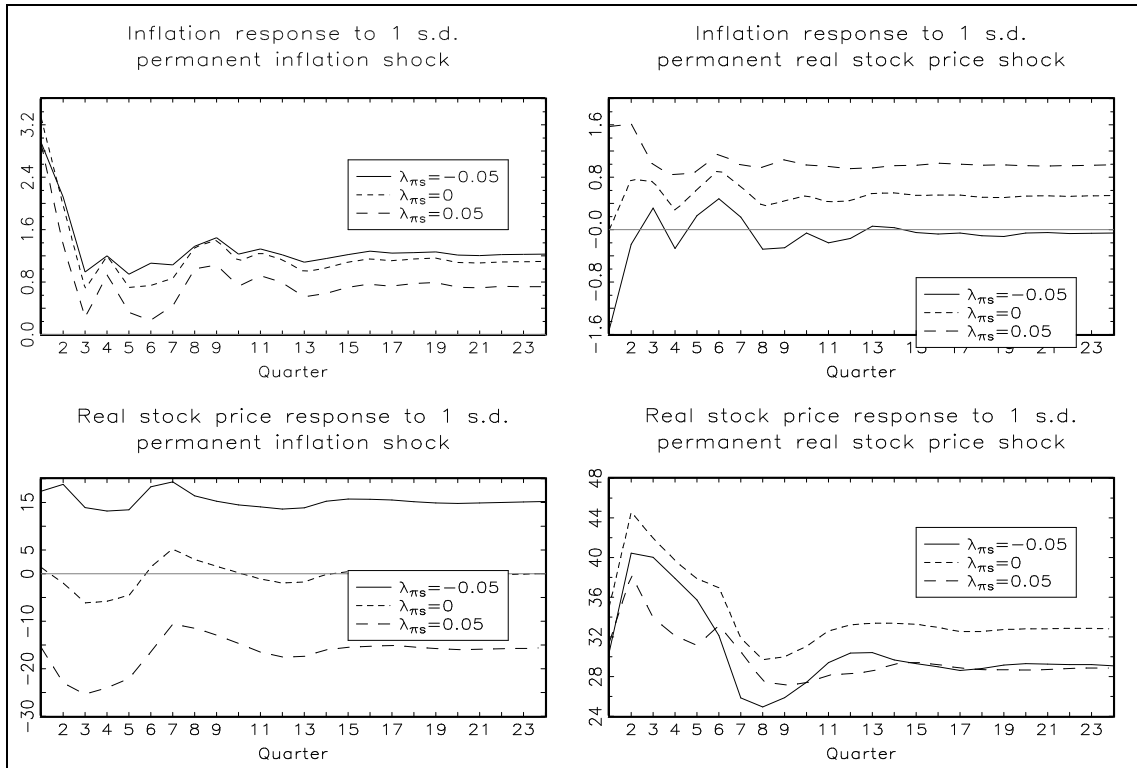 Inflation response to 1 s.d.
permanent inflation shock
3.2
2.4
1.6
0.8
0.0
λπs=−0.05
λπs=0
λπs=0.05
2 3 4 5 6 7 8 9 11 13 15 17 19 21 23
Quarter
Inflation response to 1 s.d.
permanent real stock price shock
1.6
0.8
−0.0
−0.8
−1.6
λπs=−0.05
λπs=0
λπs=0.05
2 3 4 5 6 7 8 9 11 13 15 17 19 21 23
Quarter
Real stock price response to 1 s.d.
permanent inflation shock
15
5
0
−10
−20
−30
λπs=−0.05
λπs=0
λπs=0.05
2 3 4 5 6 7 8 9 11 13 15 17 19 21 23
Quarter
Real stock price response to 1 s.d.
permanent real stock price shock
48
44
40
36
32
28
24
λπs=−0.05
λπs=0
λπs=0.05
2 3 4 5 6 7 8 9 11 13 15 17 19 21 23
Quarter